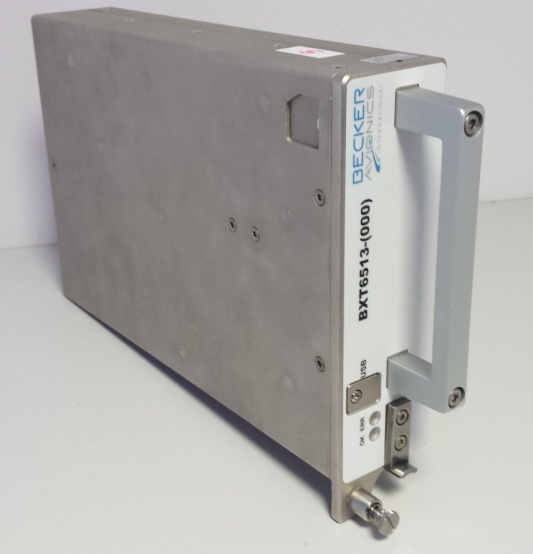 BECKER
AVIONICS
INTERNATIONAL
BXT6513-(000)
USB
OK ERR